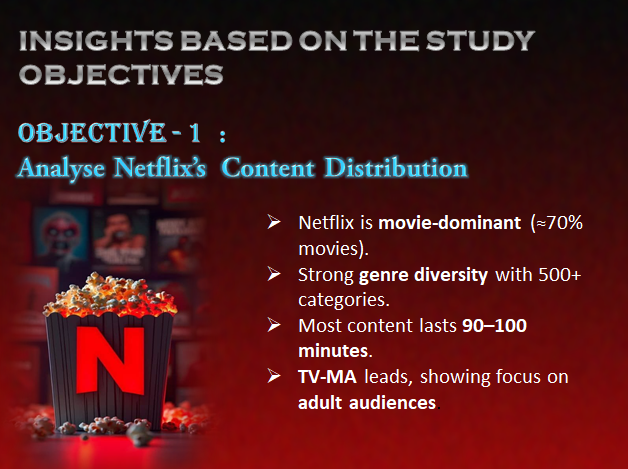 INSIGHTS BASED ON THE STUDY
OBJECTIVES
OBJECTIVE - 1 :
Analyse Netflix's Content Distribution
➢ Netflix is movie-dominant (≈70%
movies).
➢ Strong genre diversity with 500+
categories.
➢ Most content lasts 90–100
minutes.
➢ TV-MA leads, showing focus on
adult audiences.
N